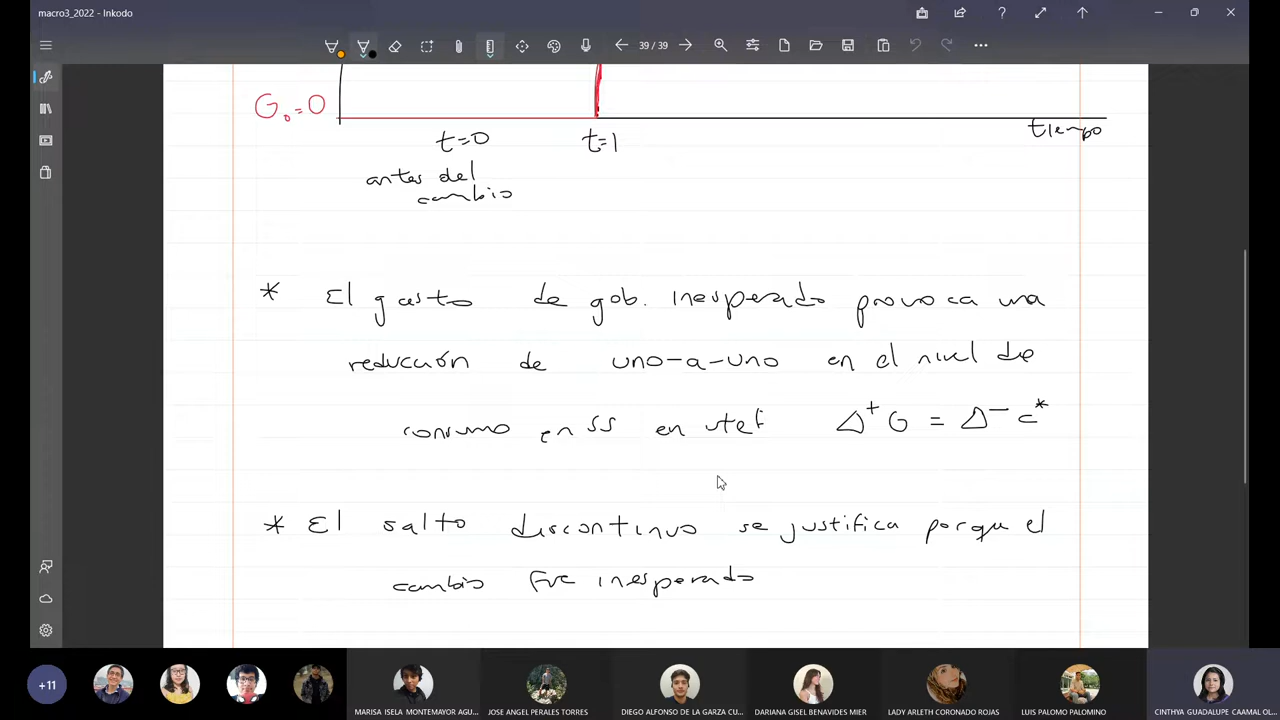 macro3_2022 - Inkodo
39 / 39
G₀=0
t=0
t=1
tiempo
antes del
cambio
* El gasto de gob. inesperado provoca una
reducción de uno-a-uno en el nivel de
consumo en SS en t=1 Δ⁺G = Δ⁻c*
* El salto discontinuo se justifica porque el
cambio fue inesperado
+11
MARISA ISELA MONTEMAYOR AGU...
JOSE ANGEL PERALES TORRES
DIEGO ALFONSO DE LA GARZA CU...
DARIANA GISEL BENAVIDES MIER
LADY ARLETH CORONADO ROJAS
LUIS PALOMO PALOMINO
CINTHYA GUADALUPE CAAMAL OL...